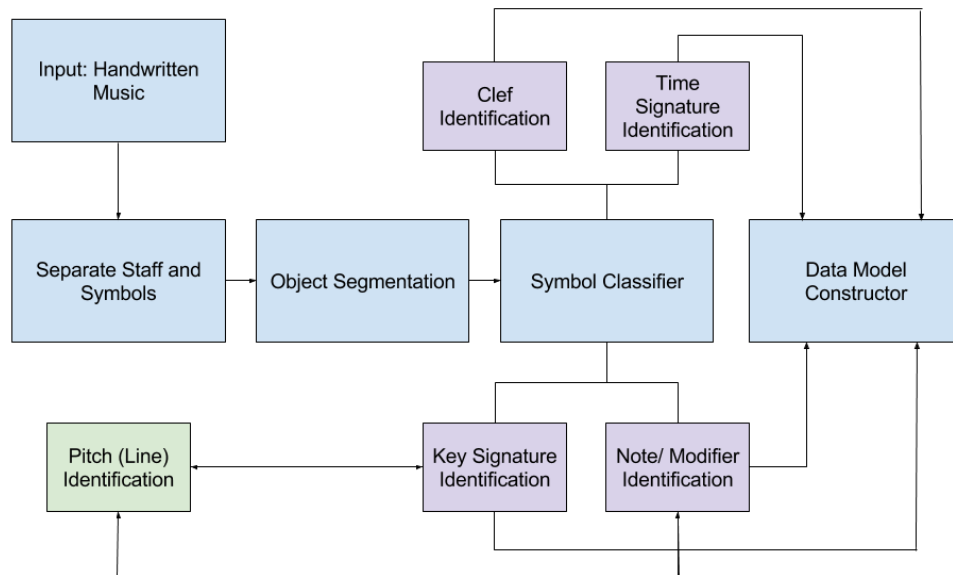 Input: Handwritten
Music
Clef
Identification
Time
Signature
Identification
Separate Staff and
Symbols
Object Segmentation
Symbol Classifier
Data Model
Constructor
Pitch (Line)
Identification
Key Signature
Identification
Note/ Modifier
Identification